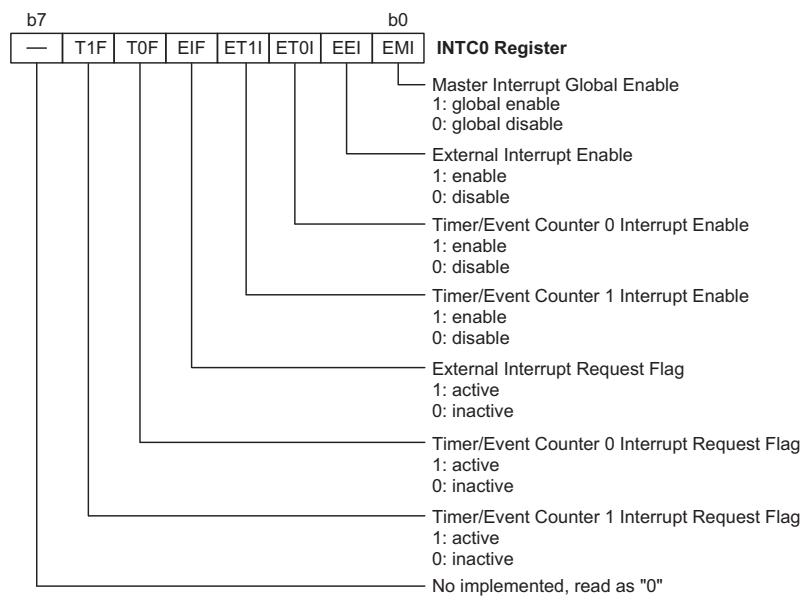 b7 b0
— T1F T0F EIF ET1I ET0I EEI EMI INTC0 Register
Master Interrupt Global Enable
1: global enable
0: global disable
External Interrupt Enable
1: enable
0: disable
Timer/Event Counter 0 Interrupt Enable
1: enable
0: disable
Timer/Event Counter 1 Interrupt Enable
1: enable
0: disable
External Interrupt Request Flag
1: active
0: inactive
Timer/Event Counter 0 Interrupt Request Flag
1: active
0: inactive
Timer/Event Counter 1 Interrupt Request Flag
1: active
0: inactive
No implemented, read as "0"